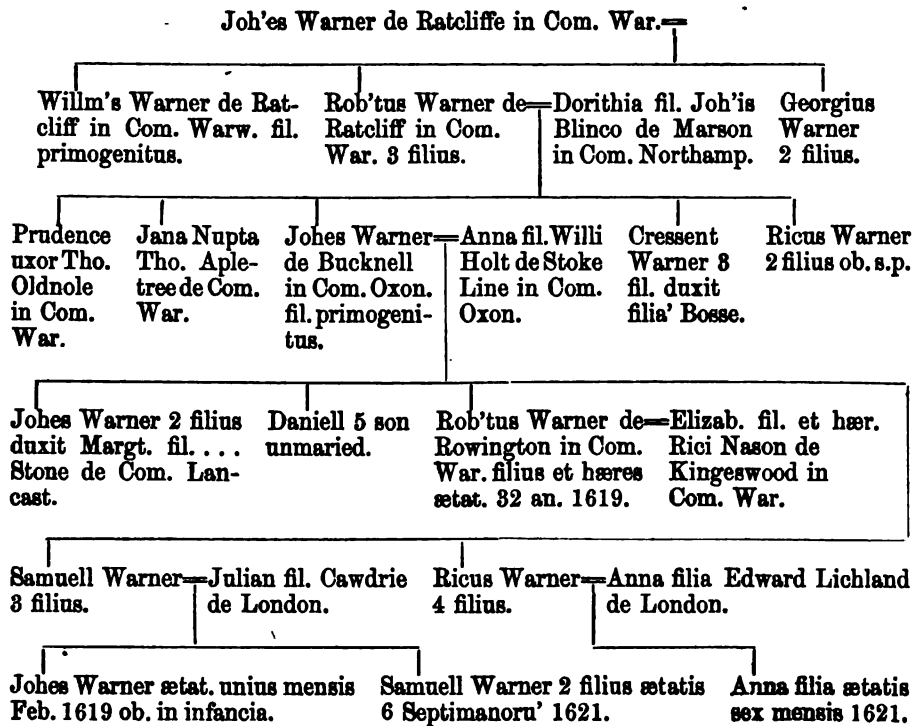 Joh'es Warner de Ratcliffe in Com. War.=
Willm's Warner de Rat-
cliff in Com. Warw. fil.
primogenitus.
Rob'tus Warner de=
Ratcliff in Com.
War. 3 filius.
Dorithia fil. Joh'is
Blinco de Marson
in Com. Northamp.
Georgius
Warner
2 filius.
Prudence
uxor Tho.
Oldnole
in Com.
War.
Jana Nupta
Tho. Aple-
tree de Com.
War.
Johes Warner=
de Bucknell
in Com. Oxon.
fil. primogeni-
tus.
Anna fil. Willi
Holt de Stoke
Line in Com.
Oxon.
Cressent
Warner 3
fil. duxit
filia' Bosse.
Ricus Warner
2 filius ob. s.p.
Johes Warner 2 filius
duxit Margt. fil. . . .
Stone de Com. Lan-
cast.
Daniell 5 son
unmaried.
Rob'tus Warner de=
Rowington in Com.
War. filius et hæres
ætat. 32 an. 1619.
Elizab. fil. et hær.
Rici Nason de
Kingeswood in
Com. War.
Samuell Warner=
3 filius.
Julian fil. Cawdrie
de London.
Ricus Warner=
4 filius.
Anna filia Edward Lichland
de London.
Johes Warner ætat. unius mensis
Feb. 1619 ob. in infancia.
Samuell Warner 2 filius ætatis
6 Septimanoru' 1621.
Anna filia ætatis
sex mensis 1621.